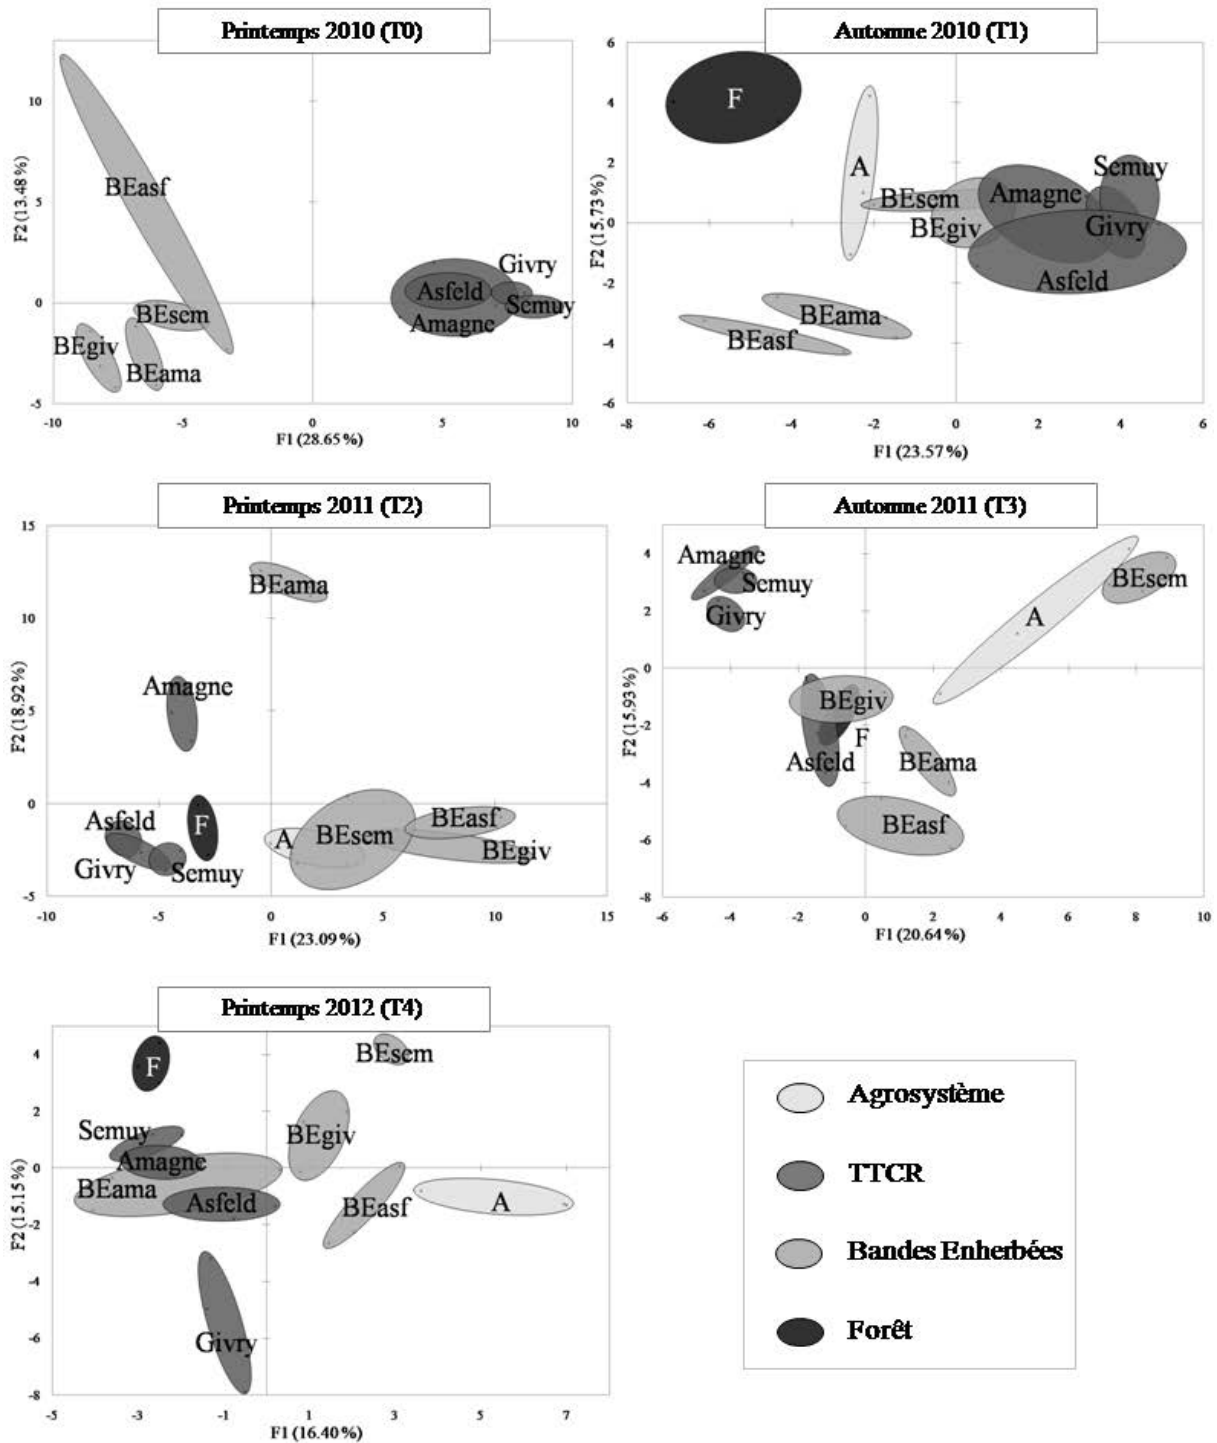 Printemps 2010 (T0)
10
5
0
-5
-10
-5
0
5
10
F2 (13.48 %)
F1 (28.65 %)
BEasf
BEsem
BEgiv
BEama
Givry
Asfeld
Semuy
Amagne
Automne 2010 (T1)
6
4
2
0
-2
-4
-6
-8
-6
-4
-2
0
2
4
6
F2 (15.73 %)
F1 (23.57 %)
F
A
Semuy
BEsem
Amagne
BEgiv
Givry
Asfeld
BEama
BEasf
Printemps 2011 (T2)
15
10
5
0
-5
-10
-5
0
5
10
15
F2 (18.92 %)
F1 (23.09 %)
BEama
Amagne
Asfeld
F
A
BEsem
BEasf
BEgiv
Givry
Semuy
Automne 2011 (T3)
4
2
0
-2
-4
-6
-8
-6
-4
-2
0
2
4
6
8
10
F2 (15.93 %)
F1 (20.64 %)
Amagne
Semuy
Givry
BEsem
A
BEgiv
F
Asfeld
BEama
BEasf
Printemps 2012 (T4)
4
2
0
-2
-4
-6
-8
-5
-3
-1
1
3
5
7
F2 (15.15 %)
F1 (16.40 %)
F
BEsem
Semuy
BEgiv
Amagne
BEama
Asfeld
BEasf
A
Givry
Agrosystème
TTCR
Bandes Enherbées
Forêt